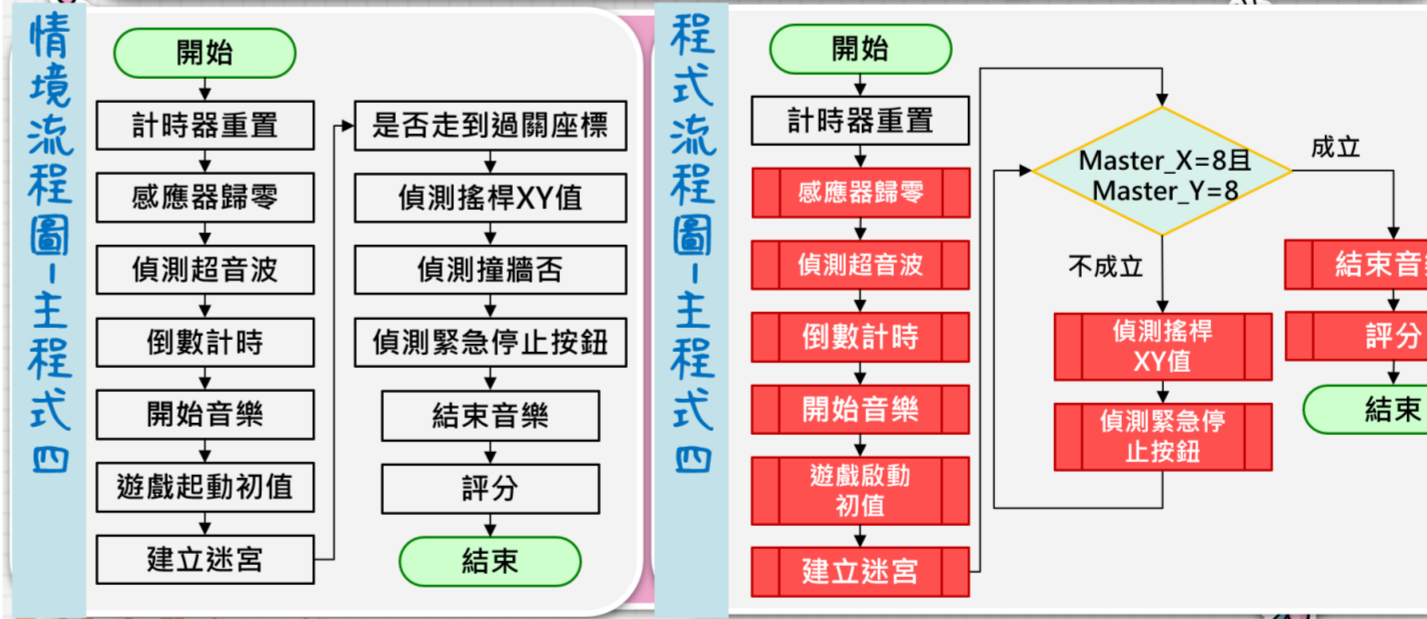 情境流程圖-主程式四
開始
計時器重置
感應器歸零
偵測超音波
倒數計時
開始音樂
遊戲起動初值
建立迷宮
是否走到過關座標
偵測搖桿XY值
偵測撞牆否
偵測緊急停止按鈕
結束音樂
評分
結束
程式流程圖-主程式四
開始
計時器重置
感應器歸零
偵測超音波
倒數計時
開始音樂
遊戲啟動
初值
建立迷宮
Master_X=8且
Master_Y=8
成立
不成立
偵測搖桿
XY值
偵測緊急停
止按鈕
結束音
評分
結束